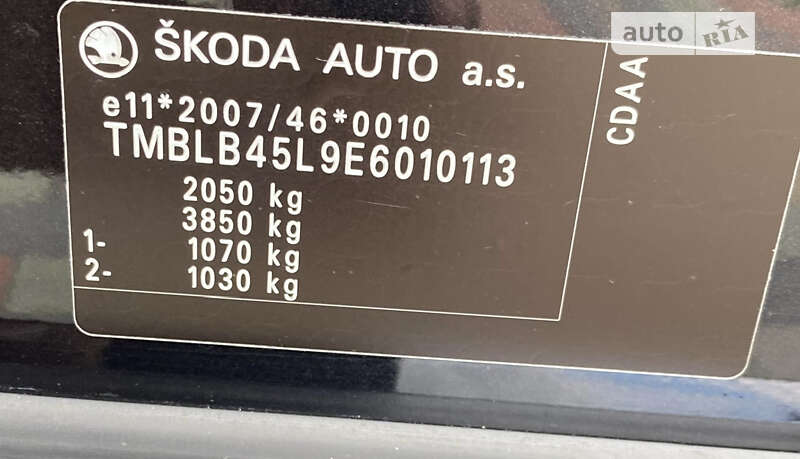 auto RIA
ŠKODA AUTO a.s.
e11*2007/46*0010
TMBLB45L9E6010113
2050 kg
3850 kg
1- 1070 kg
2- 1030 kg
CDAA